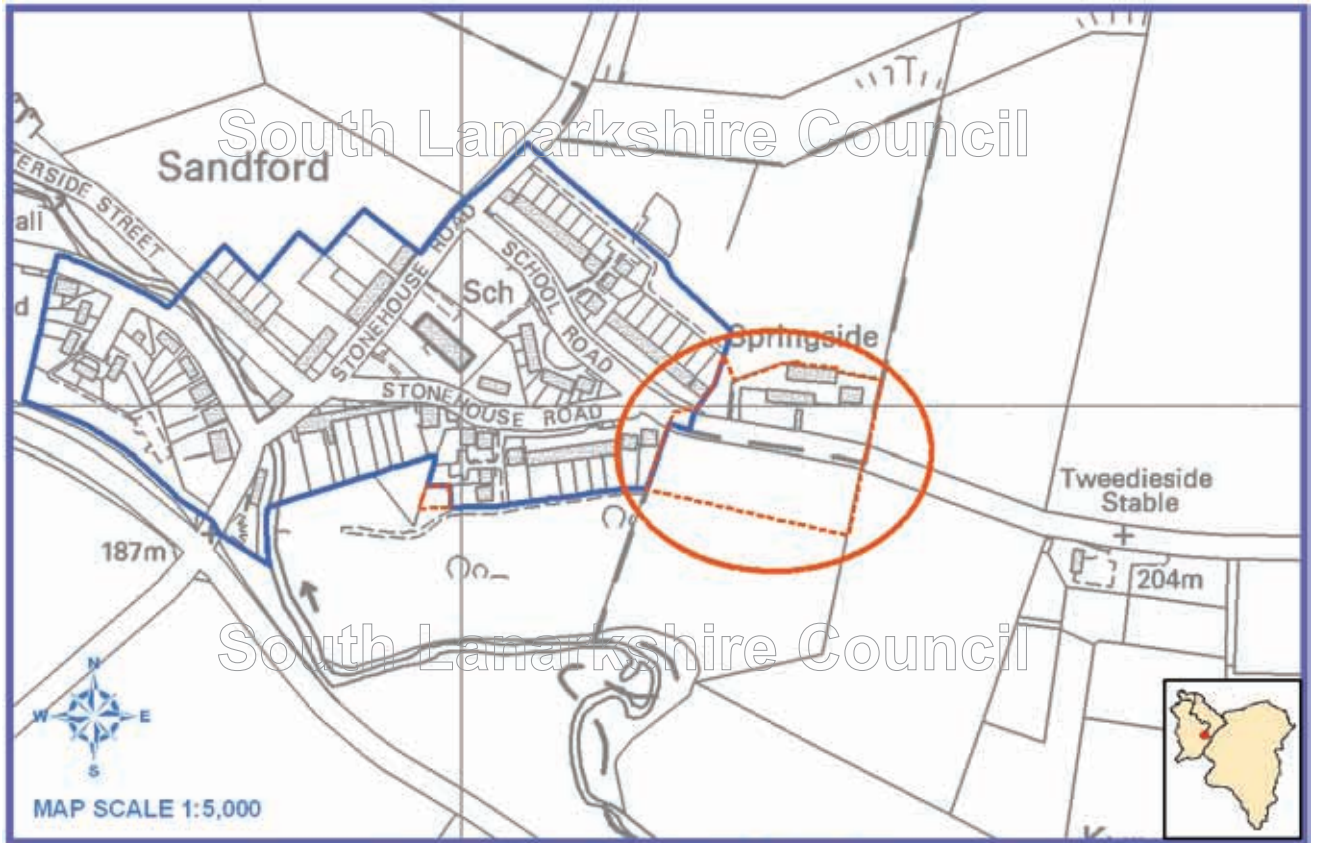 South Lanarkshire Council
Sandford
ERSIDE STREET
all
STONEHOUSE ROAD
SCHOOL ROAD
Sch
d
Springside
STONEHOUSE ROAD
Tweedieside
Stable
187m
204m
South Lanarkshire Council
N
W
E
S
MAP SCALE 1:5,000